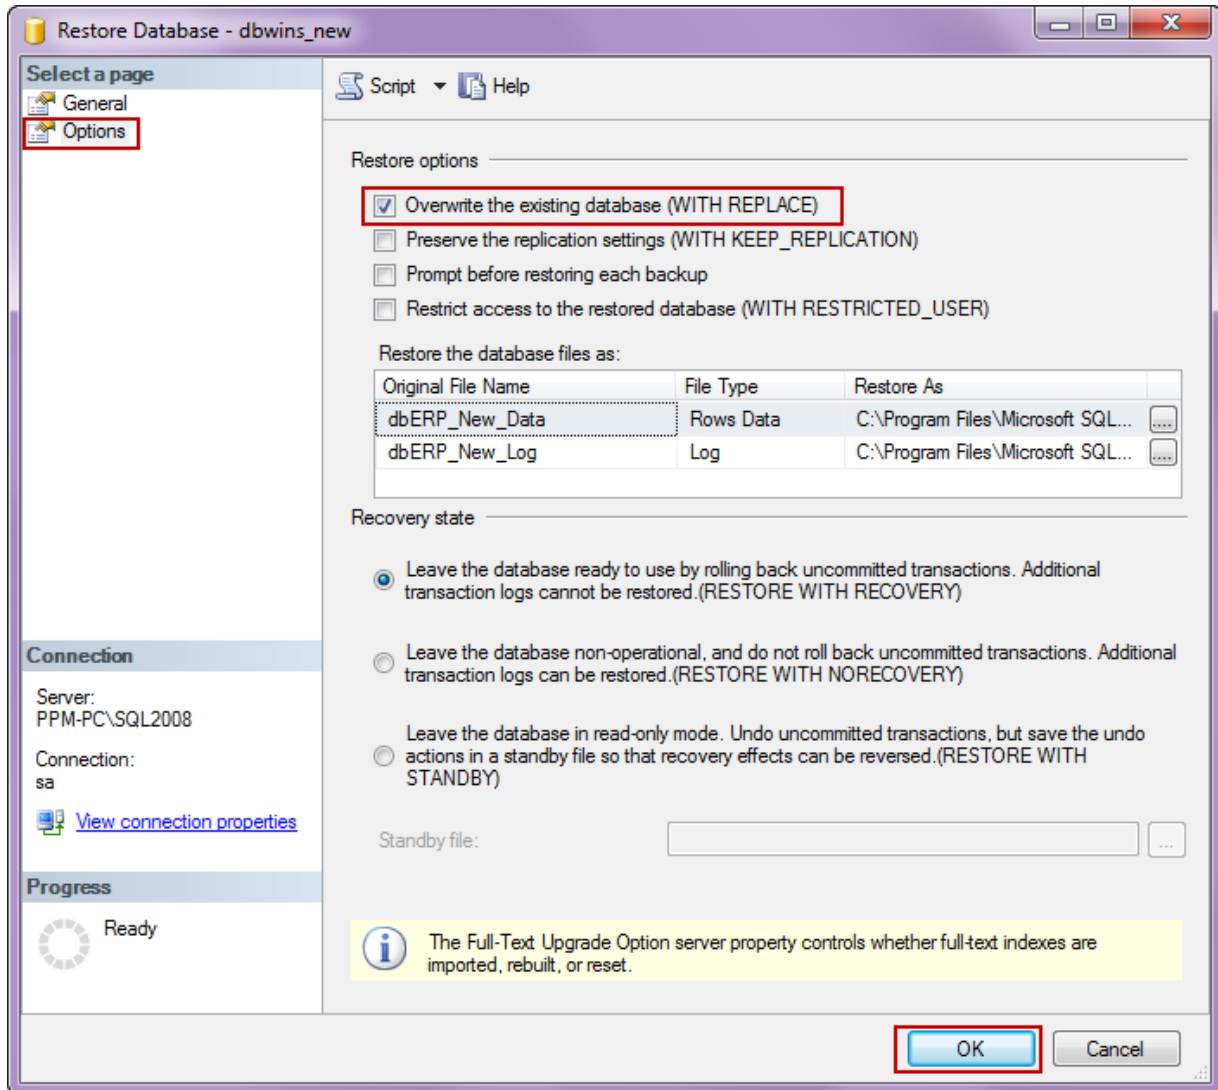 Restore Database - dbwins_new
Select a page
General
Options
Script
Help
Restore options
Overwrite the existing database (WITH REPLACE)
Preserve the replication settings (WITH KEEP_REPLICATION)
Prompt before restoring each backup
Restrict access to the restored database (WITH RESTRICTED_USER)
Restore the database files as:
Original File Name File Type Restore As
dbERP_New_Data Rows Data C:\Program Files\Microsoft SQL... ....
dbERP_New_Log Log C:\Program Files\Microsoft SQL... ....
Recovery state
Leave the database ready to use by rolling back uncommitted transactions. Additional
transaction logs cannot be restored.(RESTORE WITH RECOVERY)
Leave the database non-operational, and do not roll back uncommitted transactions. Additional
transaction logs can be restored.(RESTORE WITH NORECOVERY)
Leave the database in read-only mode. Undo uncommitted transactions, but save the undo
actions in a standby file so that recovery effects can be reversed.(RESTORE WITH
STANDBY)
Standby file: ...
Connection
Server:
PPM-PC\SQL2008
Connection:
sa
View connection properties
Progress
Ready
The Full-Text Upgrade Option server property controls whether full-text indexes are
imported, rebuilt, or reset.
OK
Cancel